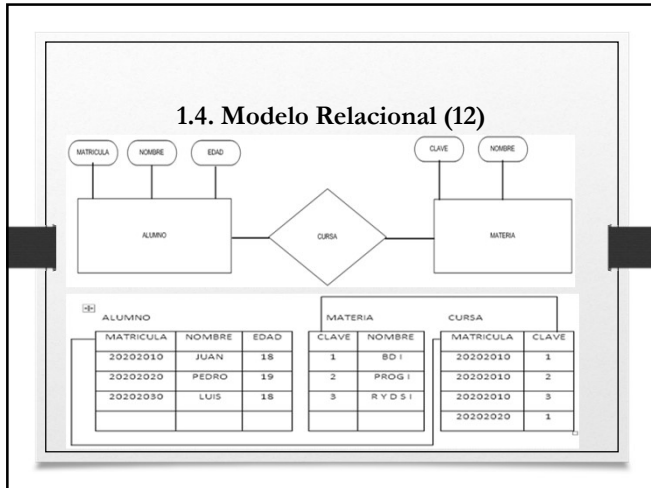 1.4. Modelo Relacional (12)
MATRICULA NOMBRE EDAD CLAVE NOMBRE
ALUMNO CURSA MATERIA
ALUMNO MATERIA CURSA
MATRICULA NOMBRE EDAD CLAVE NOMBRE MATRICULA CLAVE
20202010 JUAN 18 1 BD I 20202010 1
20202020 PEDRO 19 2 PROG I 20202010 2
20202030 LUIS 18 3 R Y D S I 20202010 3
20202020 1